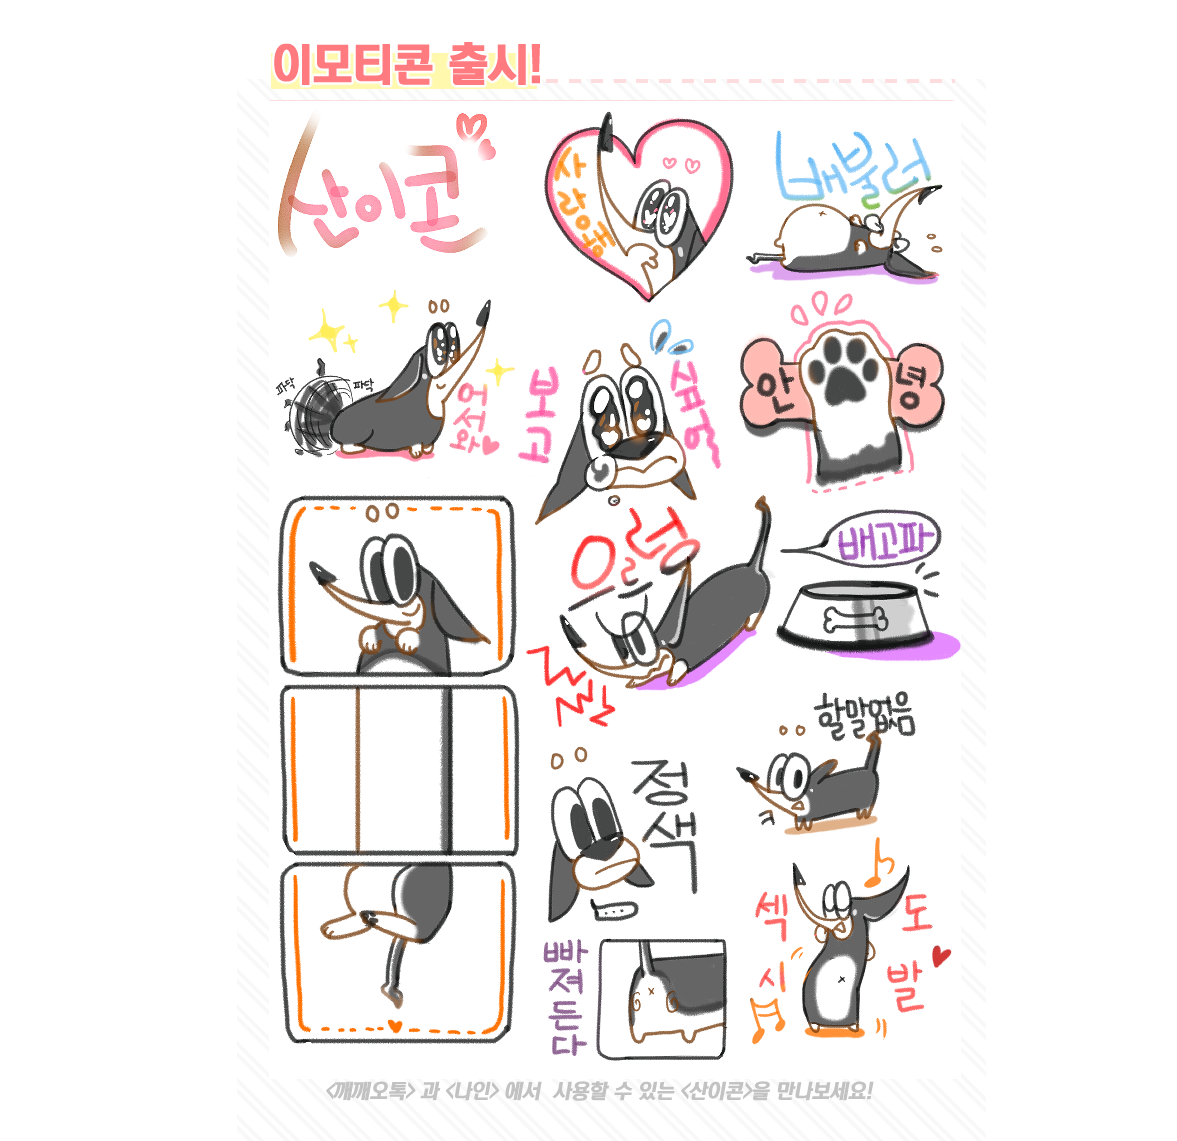 이모티콘 출시!
산이콘
사
랑
옹
배불러
파닥
파닥
어
서
와
보
고
싶
어
안
녕
으르렁
배고파
왈
왈
할말없음
정
색
....
섹
시
도
발
빠
져
든
다
<깨깨오톡> 과 <나인> 에서 사용할 수 있는 <산이콘>을 만나보세요!